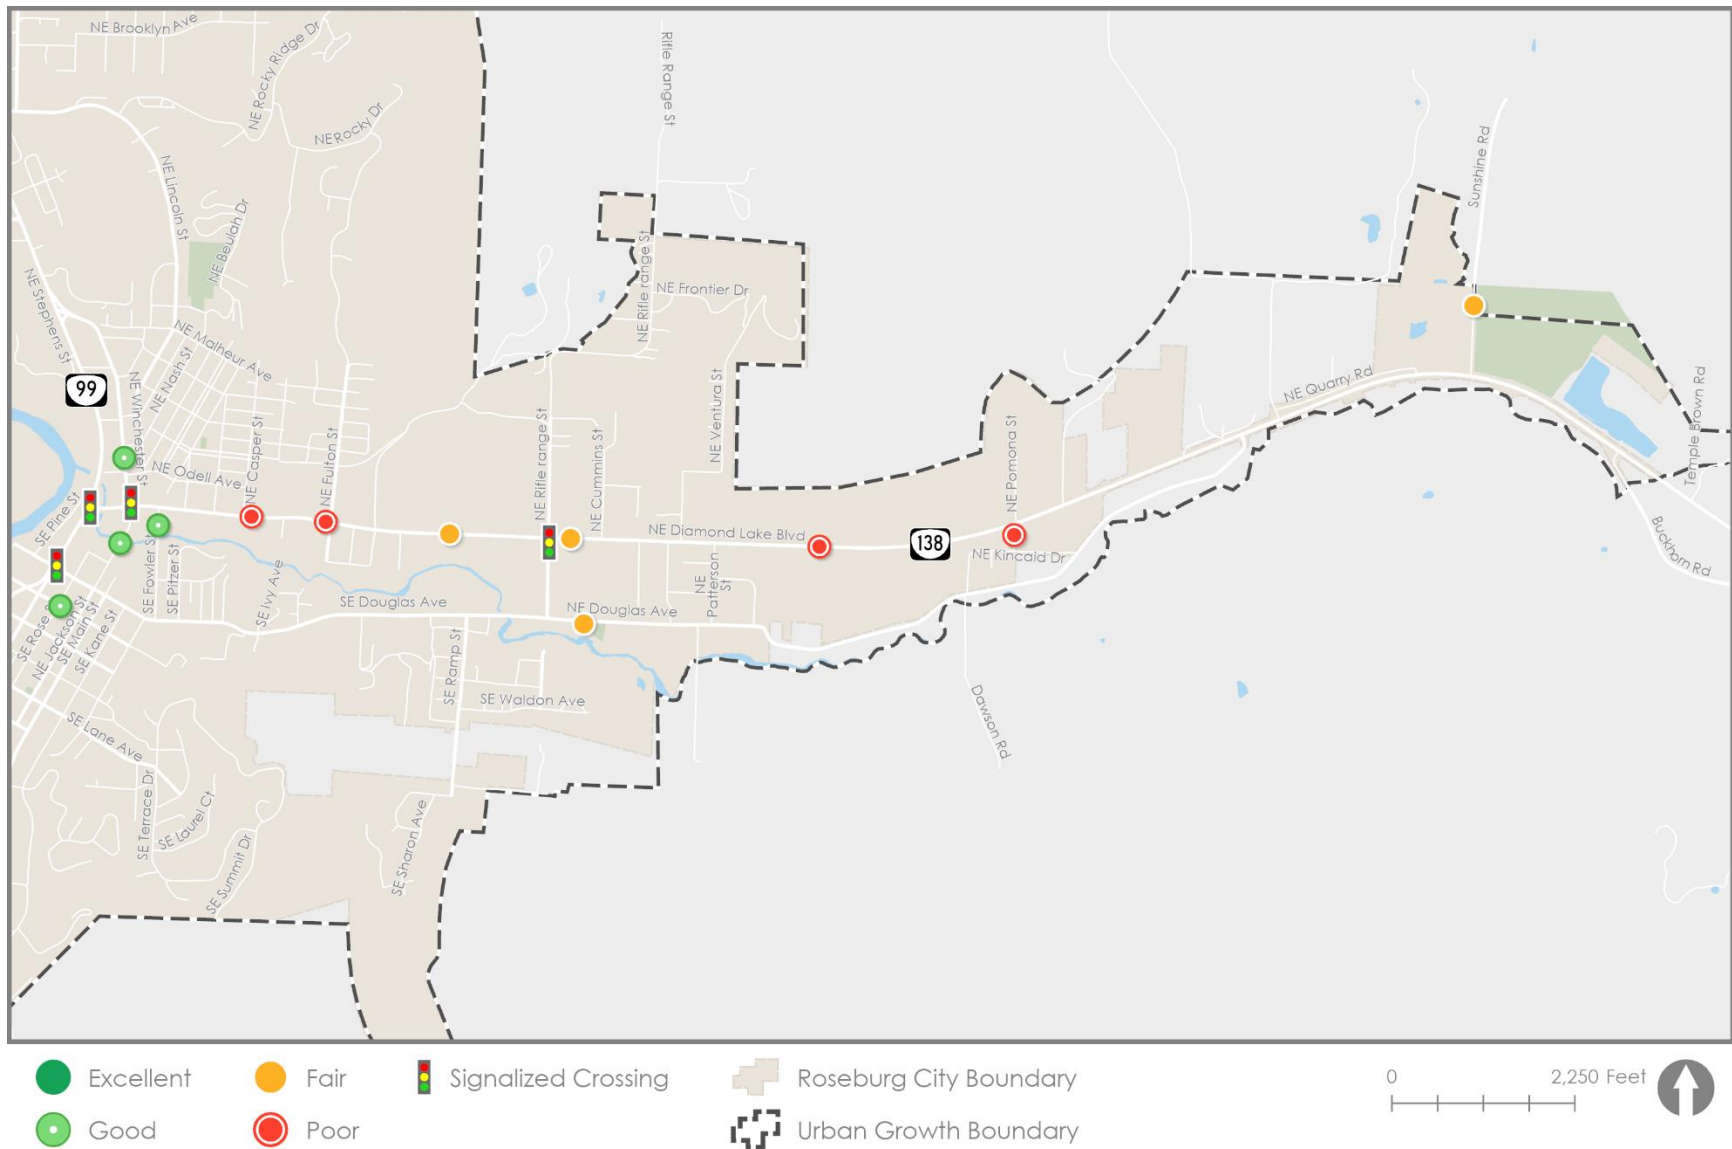 NE Brooklyn Ave
NE Rocky Ridge Dr
Rifle Range St
NE Rocky Dr
NE Lincoln St
Sunshine Rd
NE Beulah Dr
NE Stephens St
NE Rifle range St
NE Frontier Dr
NE Malheur Ave
NE Nash St
99
NE Winchester St
NE Ventura St
NE Quarry Rd
Temple Brown Rd
NE Casper St
NE Fulton St
NE Rifle range St
NE Cummins St
NE Pomona St
NE Odell Ave
SE Pine St
NE Diamond Lake Blvd
138
NE Kincaid Dr
Buckhorn Rd
SE Fowler St
SE Pitzer St
SE Ivy Ave
SE Douglas Ave
NE Douglas Ave
NE
Patterson
St
SE Rose
NE Jackson St
SE Main St
SE Kane St
SE Ramp St
SE Waldon Ave
Dawson Rd
SE Lane Ave
SE Terrace Dr
SE Laurel Ct
SE Summit Dr
SE Sharon Ave
Excellent
Fair
Signalized Crossing
Roseburg City Boundary
0
2,250 Feet
Good
Poor
Urban Growth Boundary